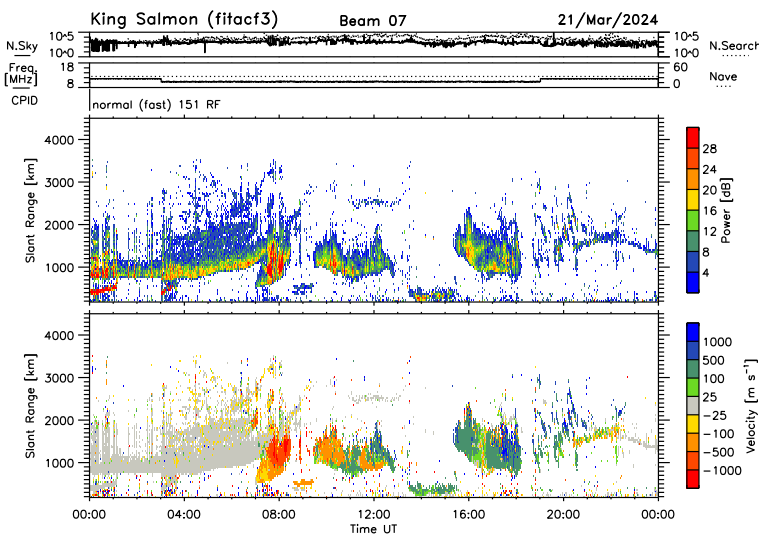 King Salmon (fitacf3) Beam 07 21/Mar/2024
N.Sky 10^5 10^0 10^5 10^0 N.Search
Freq. [MHz] 18 8 60 0 Nave
CPID normal (fast) 151 RF
Slant Range [km] 4000 3000 2000 1000
28 24 20 16 12 8 4 Power [dB]
Slant Range [km] 4000 3000 2000 1000
1000 500 100 25 −25 −100 −500 −1000 Velocity [m s⁻¹]
00:00 04:00 08:00 12:00 16:00 20:00 00:00
Time UT